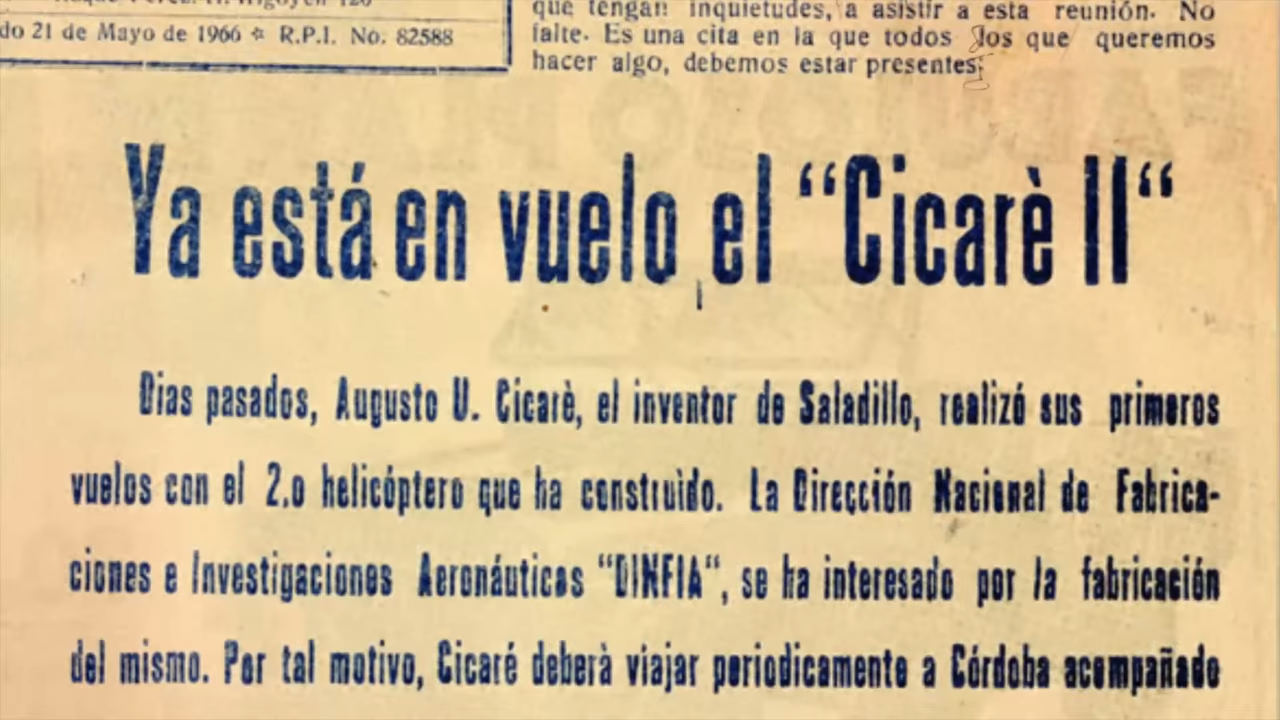 do 21 de Mayo de 1966 * R.P.I. No. 82588
que tengan inquietudes, a asistir a esta reunión. No
falte. Es una cita en la que todos los que queremos
hacer algo, debemos estar presentes.
Ya está en vuelo el “Cicarè II“
Dias pasados, Augusto U. Cicarè, el inventor de Saladillo, realizó sus primeros
vuelos con el 2.o helicóptero que ha construìdo. La Dirección Nacional de Fabrica-
ciones e Investigaciones Aeronáuticas “DINFIA“, se ha interesado por la fabricación
del mismo. Por tal motivo, Cicaré deberà viajar periodicamente a Córdoba acompañado